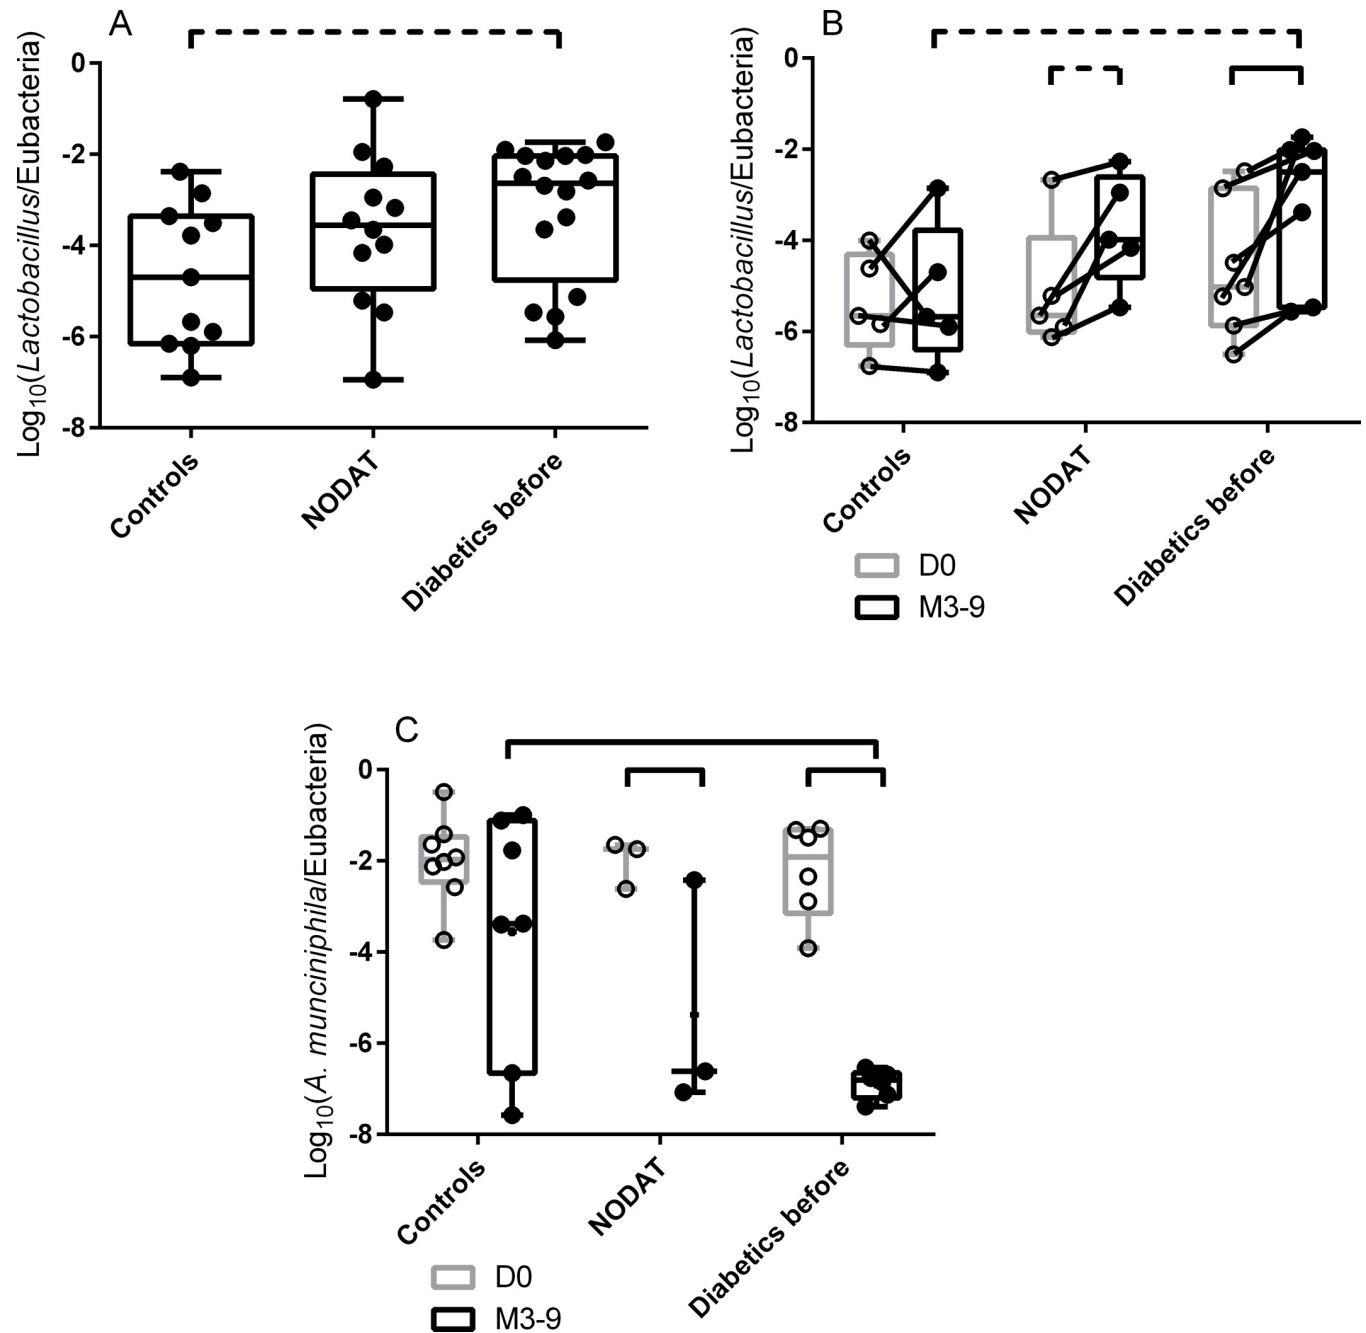 A
Log10(Lactobacillus/Eubacteria)
0
-2
-4
-6
-8
Controls
NODAT
Diabetics before
B
Log10(Lactobacillus/Eubacteria)
0
-2
-4
-6
-8
Controls
NODAT
Diabetics before
D0
M3-9
C
Log10(A. munciniphila/Eubacteria)
0
-2
-4
-6
-8
Controls
NODAT
Diabetics before
D0
M3-9